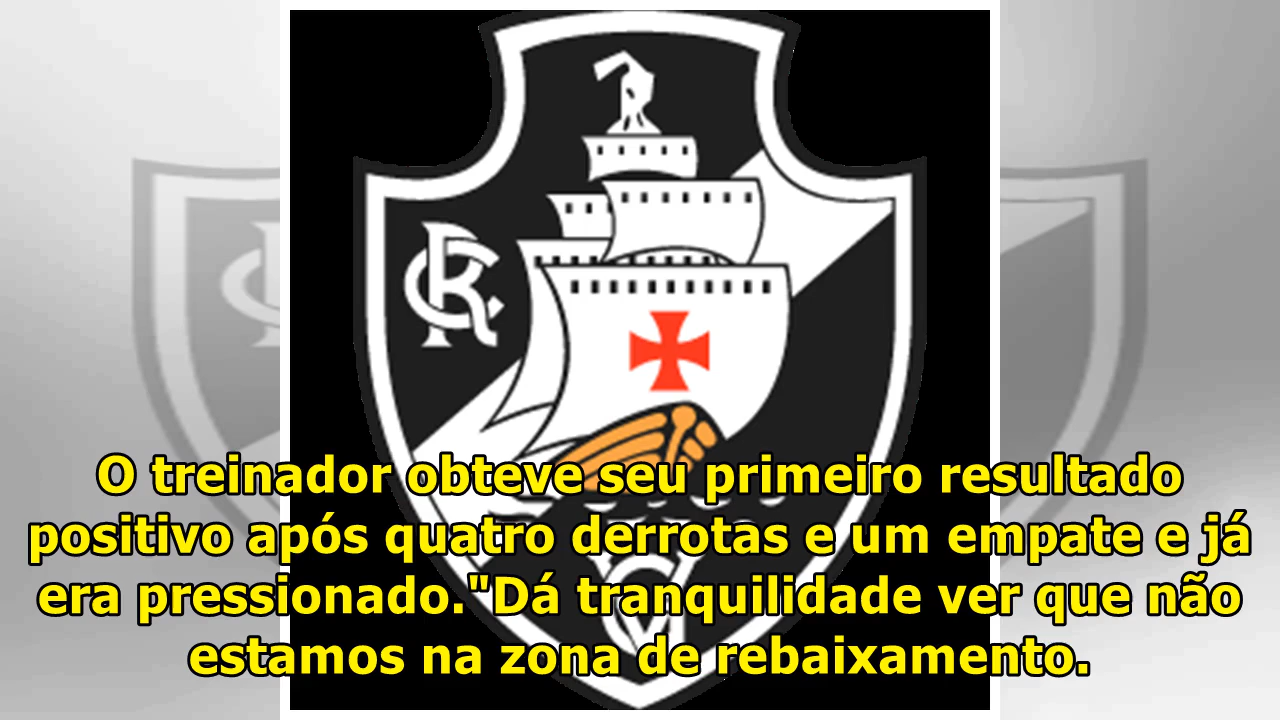 CR
O treinador obteve seu primeiro resultado
positivo após quatro derrotas e um empate e já
era pressionado."Dá tranquilidade ver que não
estamos na zona de rebaixamento.